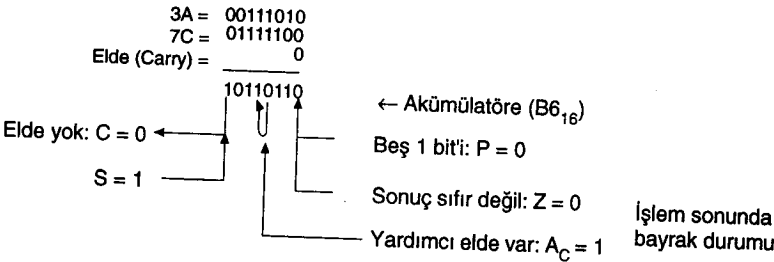 3A = 00111010
7C = 01111100
Elde (Carry) = 0
10110110
← Akümülatöre (B6₁₆)
Elde yok: C = 0
Beş 1 bit'i: P = 0
S = 1
Sonuç sıfır değil: Z = 0
Yardımcı elde var: A_C = 1
İşlem sonunda
bayrak durumu